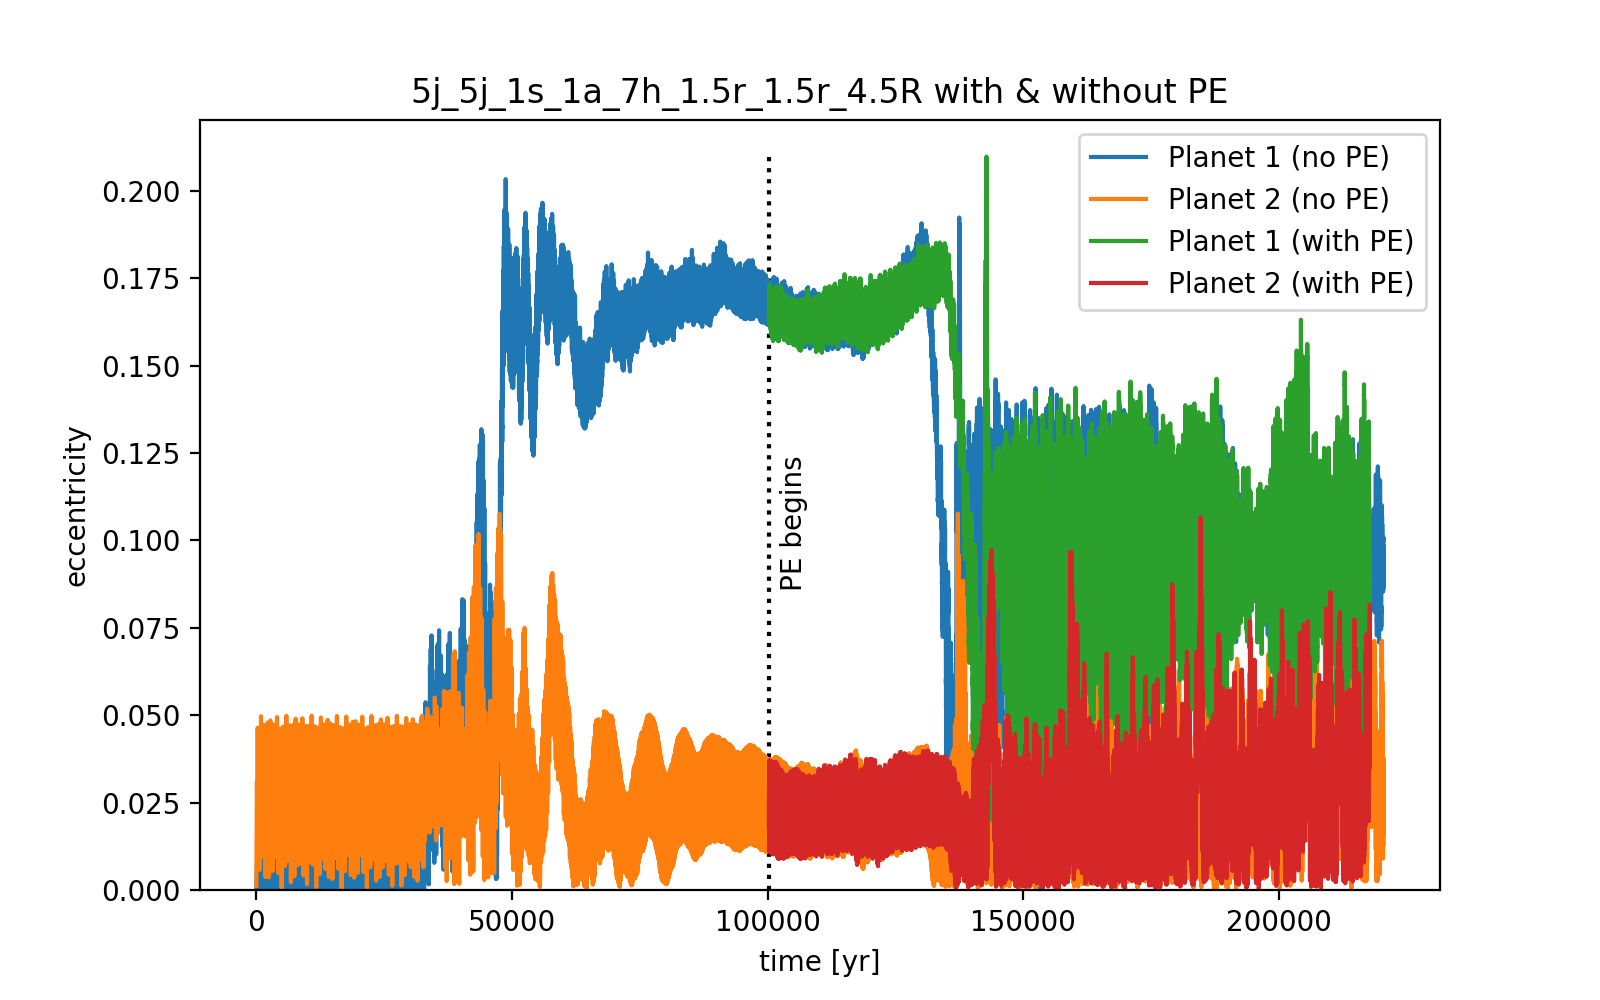 5j_5j_1s_1a_7h_1.5r_1.5r_4.5R with & without PE
Planet 1 (no PE)
Planet 2 (no PE)
Planet 1 (with PE)
Planet 2 (with PE)
eccentricity
0.200
0.175
0.150
0.125
0.100
0.075
0.050
0.025
0.000
PE begins
0
50000
100000
150000
200000
time [yr]